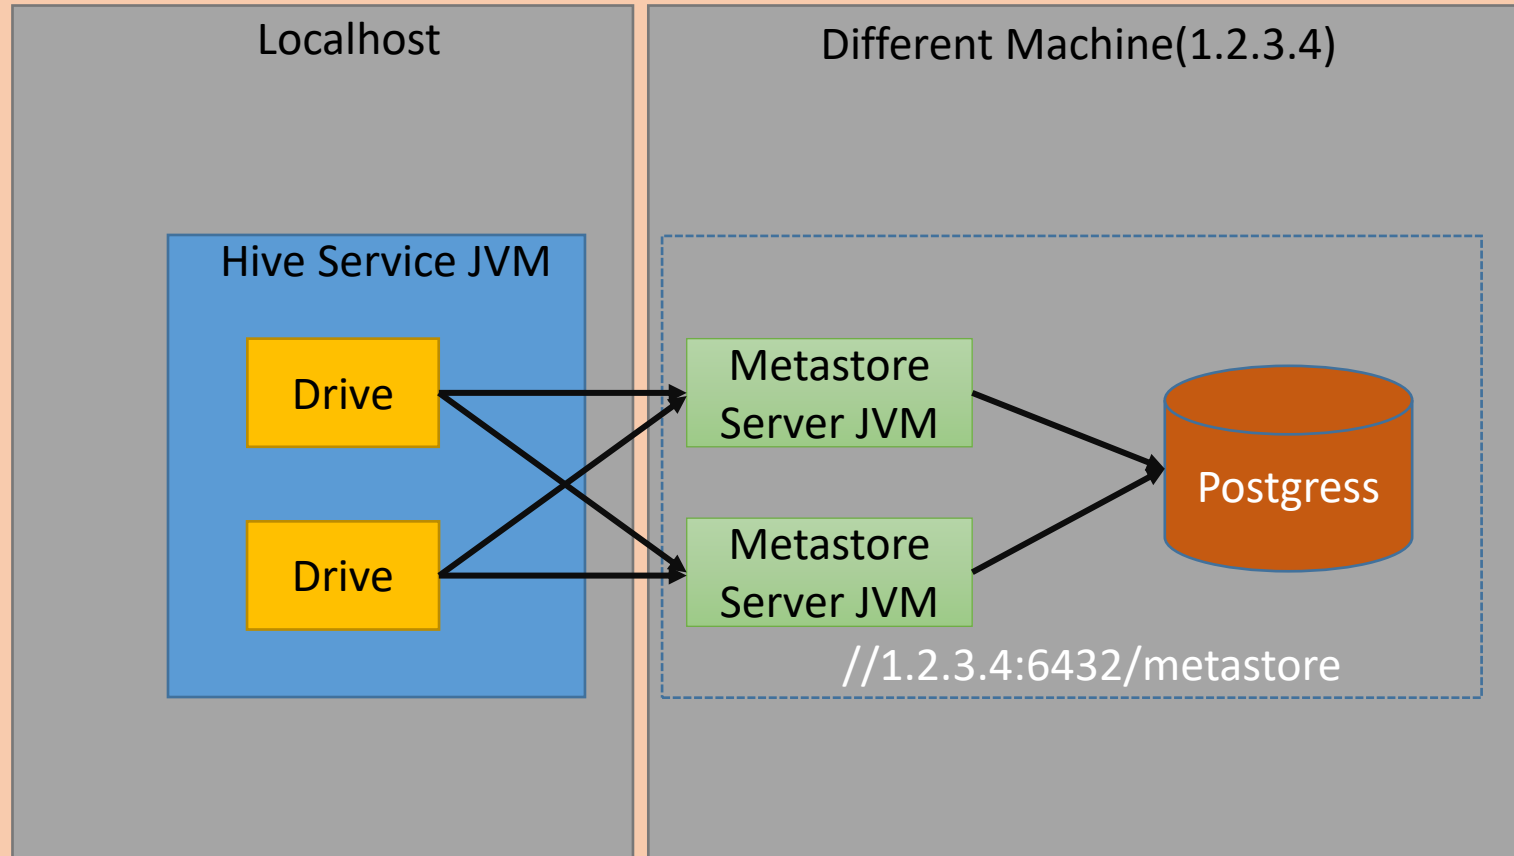 Localhost
Different Machine(1.2.3.4)
Hive Service JVM
Drive
Drive
Metastore
Server JVM
Metastore
Server JVM
Postgress
//1.2.3.4:6432/metastore